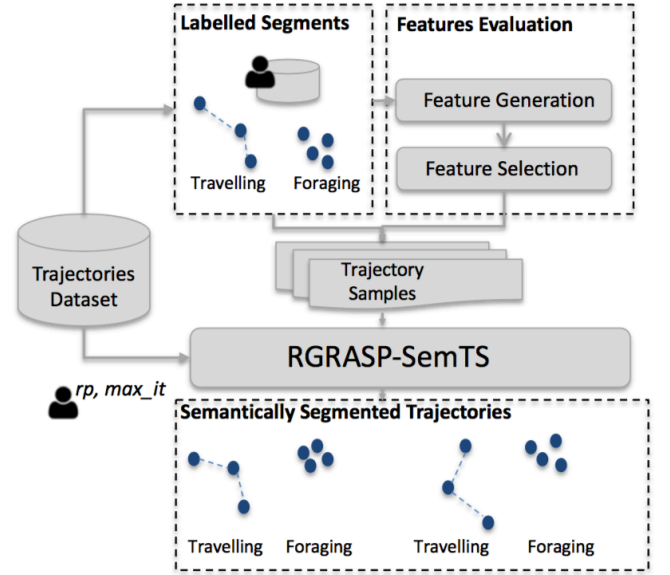 Labelled Segments
Features Evaluation
Feature Generation
Travelling
Foraging
Feature Selection
Trajectories
Dataset
Trajectory
Samples
RGRASP-SemTS
rp, max_it
Semantically Segmented Trajectories
Travelling
Foraging
Travelling
Foraging